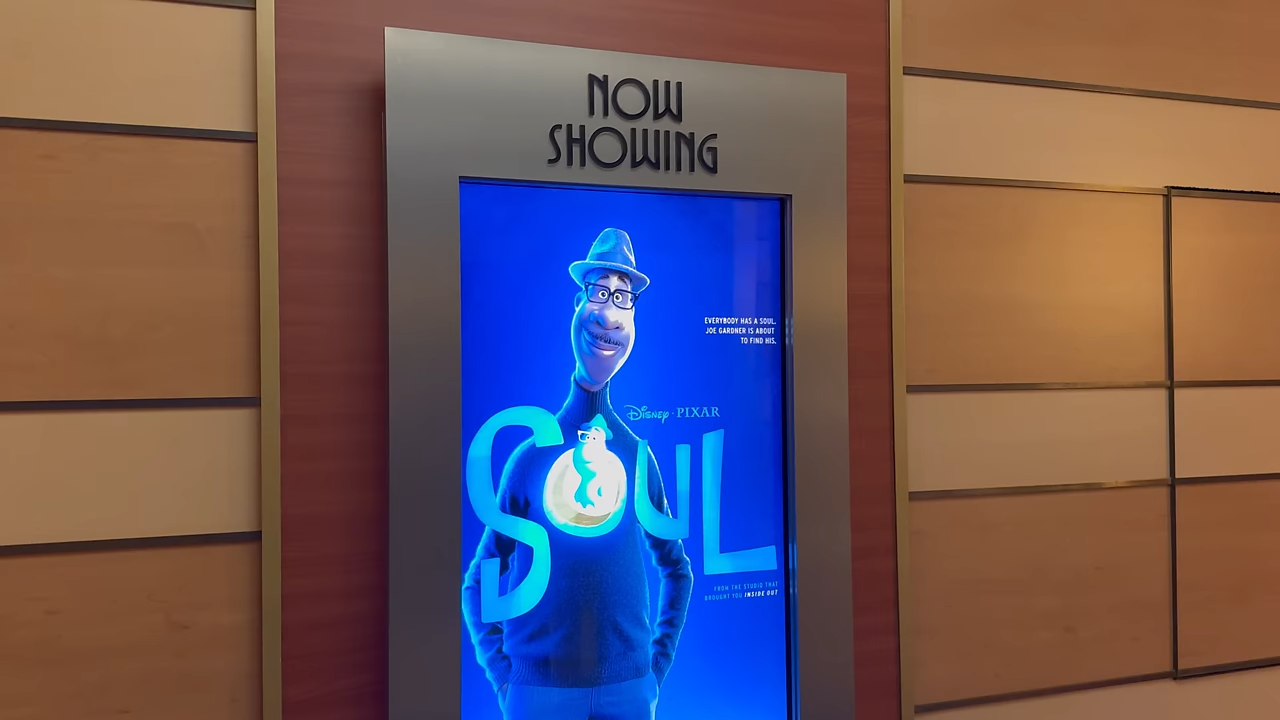 NOW
SHOWING
EVERYBODY HAS A SOUL.
JOE GARDNER IS ABOUT
TO FIND HIS.
Disney · PIXAR
SOUL
FROM THE STUDIO THAT
BROUGHT YOU INSIDE OUT